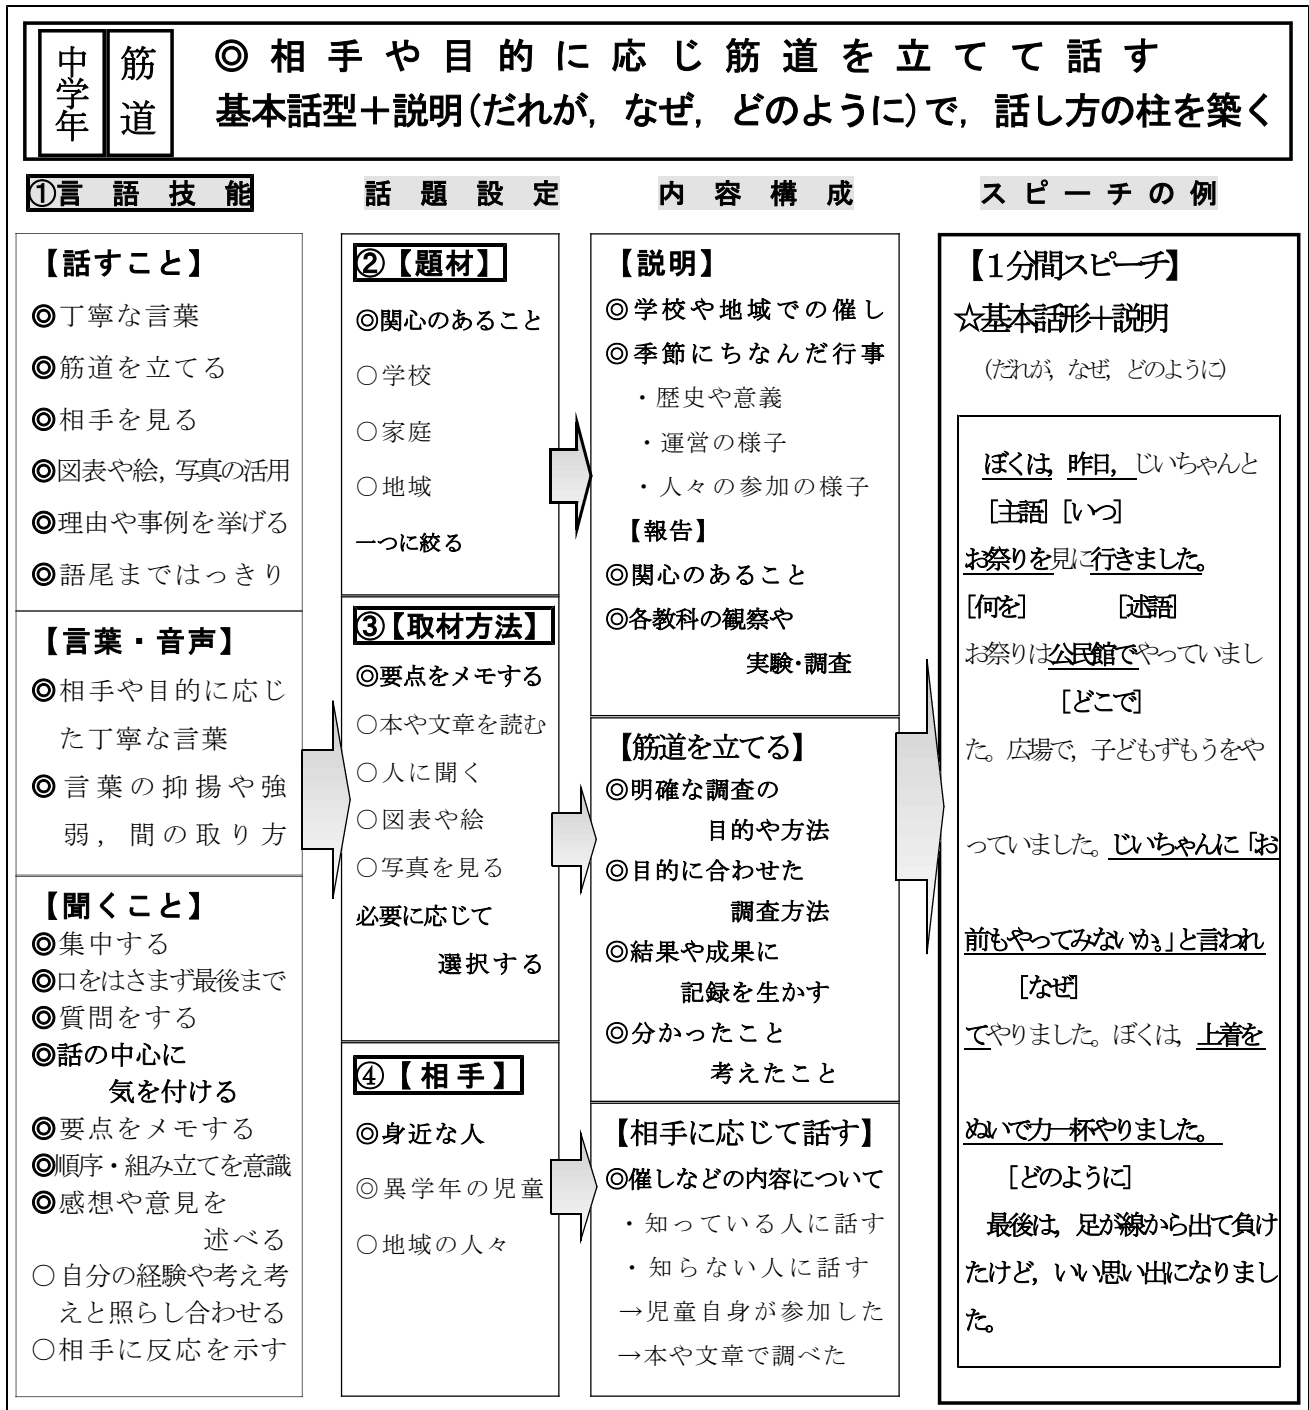 中学年
筋道
◎相手や目的に応じ筋道を立てて話す
基本話型＋説明(だれが，なぜ，どのように)で，話し方の柱を築く
①言語技能
【話すこと】
◎丁寧な言葉
◎筋道を立てる
◎相手を見る
◎図表や絵，写真の活用
◎理由や事例を挙げる
◎語尾まではっきり
【言葉・音声】
◎相手や目的に応じ
た丁寧な言葉
◎言葉の抑揚や強
弱，間の取り方
【聞くこと】
◎集中する
◎口をはさまず最後まで
◎質問をする
◎話の中心に
気を付ける
◎要点をメモする
◎順序・組み立てを意識
◎感想や意見を
述べる
○自分の経験や考え考
えと照らし合わせる
○相手に反応を示す
話題設定
②【題材】
◎関心のあること
○学校
○家庭
○地域
一つに絞る
③【取材方法】
◎要点をメモする
○本や文章を読む
○人に聞く
○図表や絵
○写真を見る
必要に応じて
選択する
④【相手】
◎身近な人
◎異学年の児童
○地域の人々
内容構成
【説明】
◎学校や地域での催し
◎季節にちなんだ行事
・歴史や意義
・運営の様子
・人々の参加の様子
【報告】
◎関心のあること
◎各教科の観察や
実験・調査
【筋道を立てる】
◎明確な調査の
目的や方法
◎目的に合わせた
調査方法
◎結果や成果に
記録を生かす
◎分かったこと
考えたこと
【相手に応じて話す】
◎催しなどの内容について
・知っている人に話す
・知らない人に話す
→児童自身が参加した
→本や文章で調べた
スピーチの例
【１分間スピーチ】
☆基本話形＋説明
（だれが，なぜ，どのように）
ぼくは，昨日，じいちゃんと
［主語］［いつ］
お祭りを見に行きました。
［何を］ ［述語］
お祭りは公民館でやっていまし
［どこで］
た。広場で，子どもずもうをや
っていました。じいちゃんに「お
前もやってみないか。」と言われ
［なぜ］
てやりました。ぼくは，上着を
ぬいで力一杯やりました。
［どのように］
最後は，足が線から出て負け
たけど，いい思い出になりまし
た。